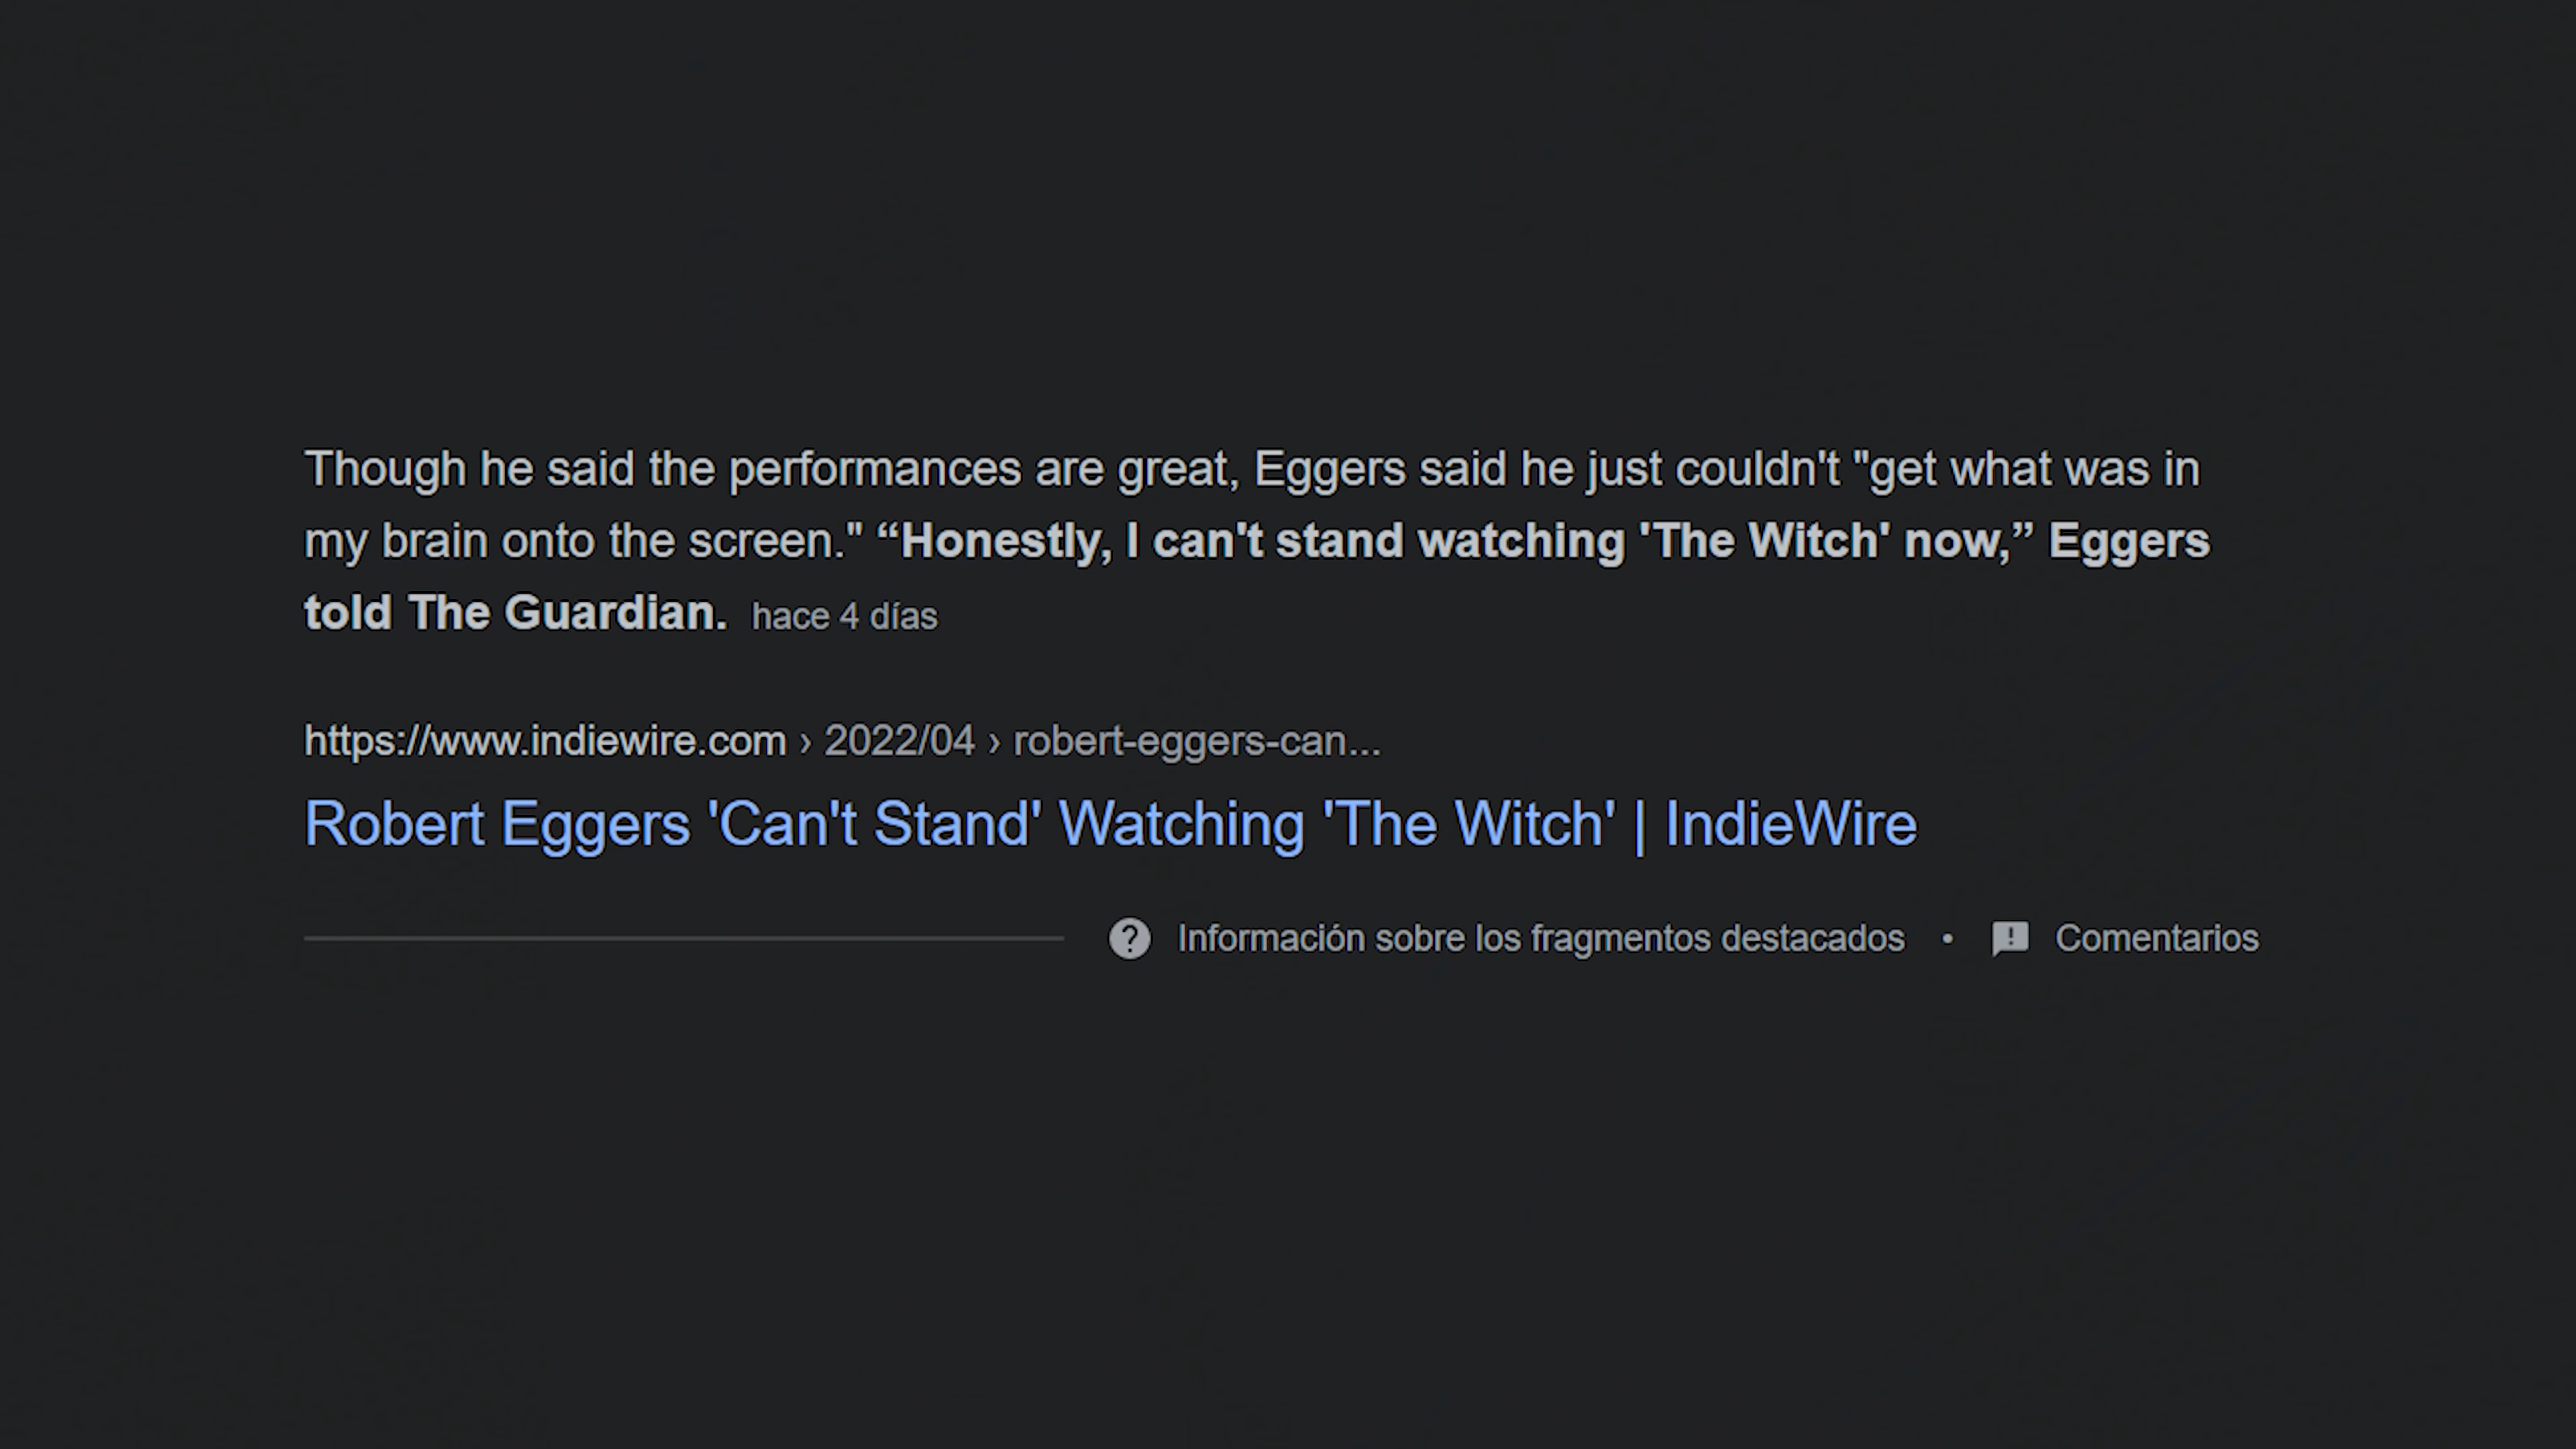 Though he said the performances are great, Eggers said he just couldn't "get what was in
my brain onto the screen." “Honestly, I can't stand watching 'The Witch' now,” Eggers
told The Guardian. hace 4 días
https://www.indiewire.com › 2022/04 › robert-eggers-can...
Robert Eggers 'Can't Stand' Watching 'The Witch' | IndieWire
Información sobre los fragmentos destacados • Comentarios